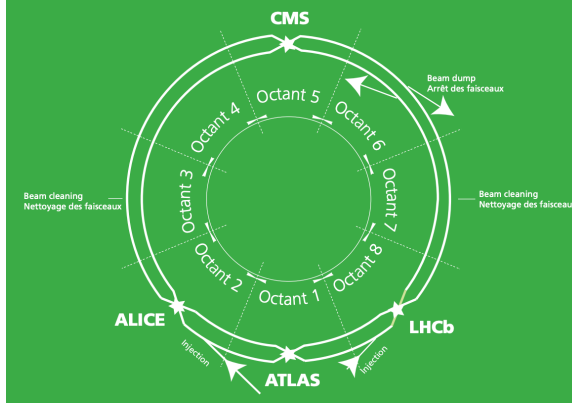 CMS
Beam dump
Arrêt des faisceaux
Octant 5
Octant 4
Octant 6
Octant 3
Octant 7
Beam cleaning
Nettoyage des faisceaux
Beam cleaning
Nettoyage des faisceau
Octant 2
Octant 8
Octant 1
ALICE
LHCb
Injection
Injection
ATLAS